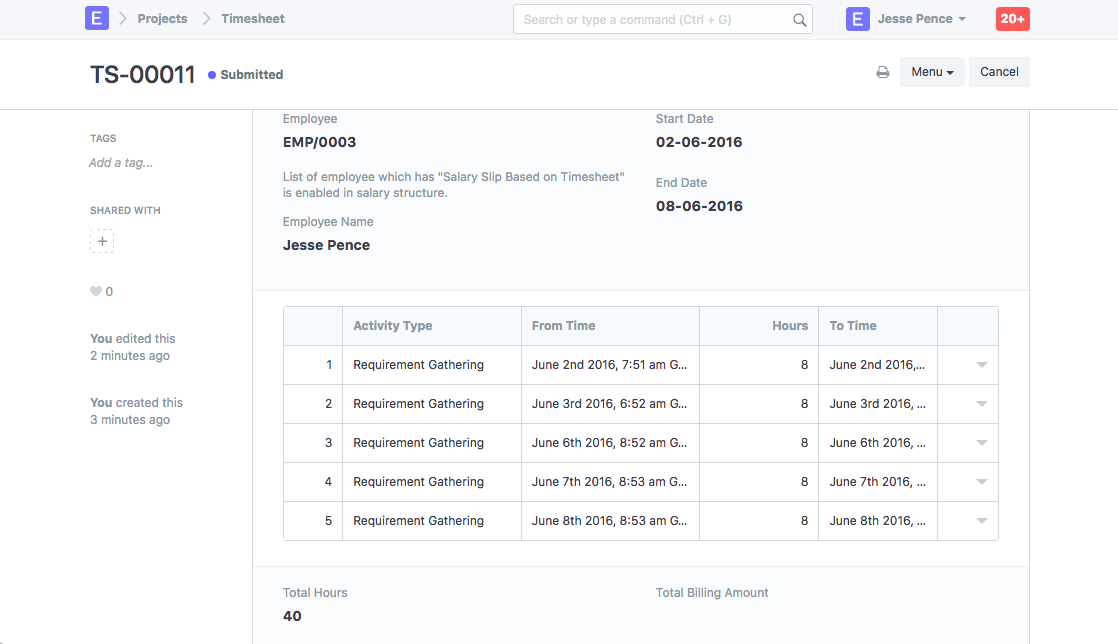 E Projects Timesheet Search or type a command (Ctrl + G) E Jesse Pence 20+
TS-00011 Submitted Menu Cancel
TAGS
Add a tag...
SHARED WITH
+
0
You edited this
2 minutes ago
You created this
3 minutes ago
Employee
EMP/0003
List of employee which has "Salary Slip Based on Timesheet"
is enabled in salary structure.
Employee Name
Jesse Pence
Start Date
02-06-2016
End Date
08-06-2016
Activity Type From Time Hours To Time
1 Requirement Gathering June 2nd 2016, 7:51 am G... 8 June 2nd 2016,...
2 Requirement Gathering June 3rd 2016, 6:52 am G... 8 June 3rd 2016, ...
3 Requirement Gathering June 6th 2016, 8:52 am G... 8 June 6th 2016, ...
4 Requirement Gathering June 7th 2016, 8:53 am G... 8 June 7th 2016, ...
5 Requirement Gathering June 8th 2016, 8:53 am G... 8 June 8th 2016, ...
Total Hours
40
Total Billing Amount